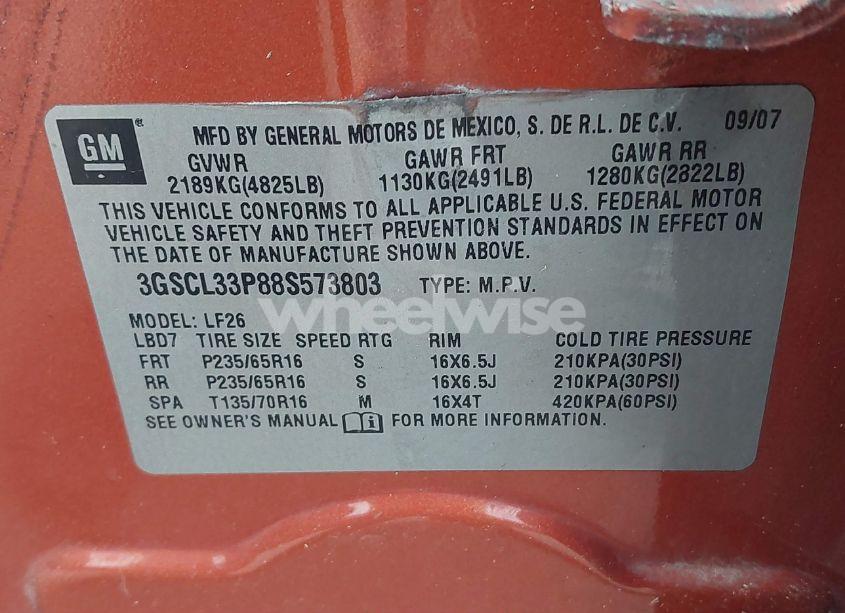 GM ® MFD BY GENERAL MOTORS DE MEXICO, S. DE R.L. DE C.V. 09/07
GVWR GAWR FRT GAWR RR
2189KG(4825LB) 1130KG(2491LB) 1280KG(2822LB)
THIS VEHICLE CONFORMS TO ALL APPLICABLE U.S. FEDERAL MOTOR
VEHICLE SAFETY AND THEFT PREVENTION STANDARDS IN EFFECT ON
THE DATE OF MANUFACTURE SHOWN ABOVE.
3GSCL33P88S573803 TYPE: M.P.V.
wheelwise
MODEL: LF26
LBD7 TIRE SIZE SPEED RTG RIM COLD TIRE PRESSURE
FRT P235/65R16 S 16X6.5J 210KPA(30PSI)
RR P235/65R16 S 16X6.5J 210KPA(30PSI)
SPA T135/70R16 M 16X4T 420KPA(60PSI)
SEE OWNER'S MANUAL i FOR MORE INFORMATION.